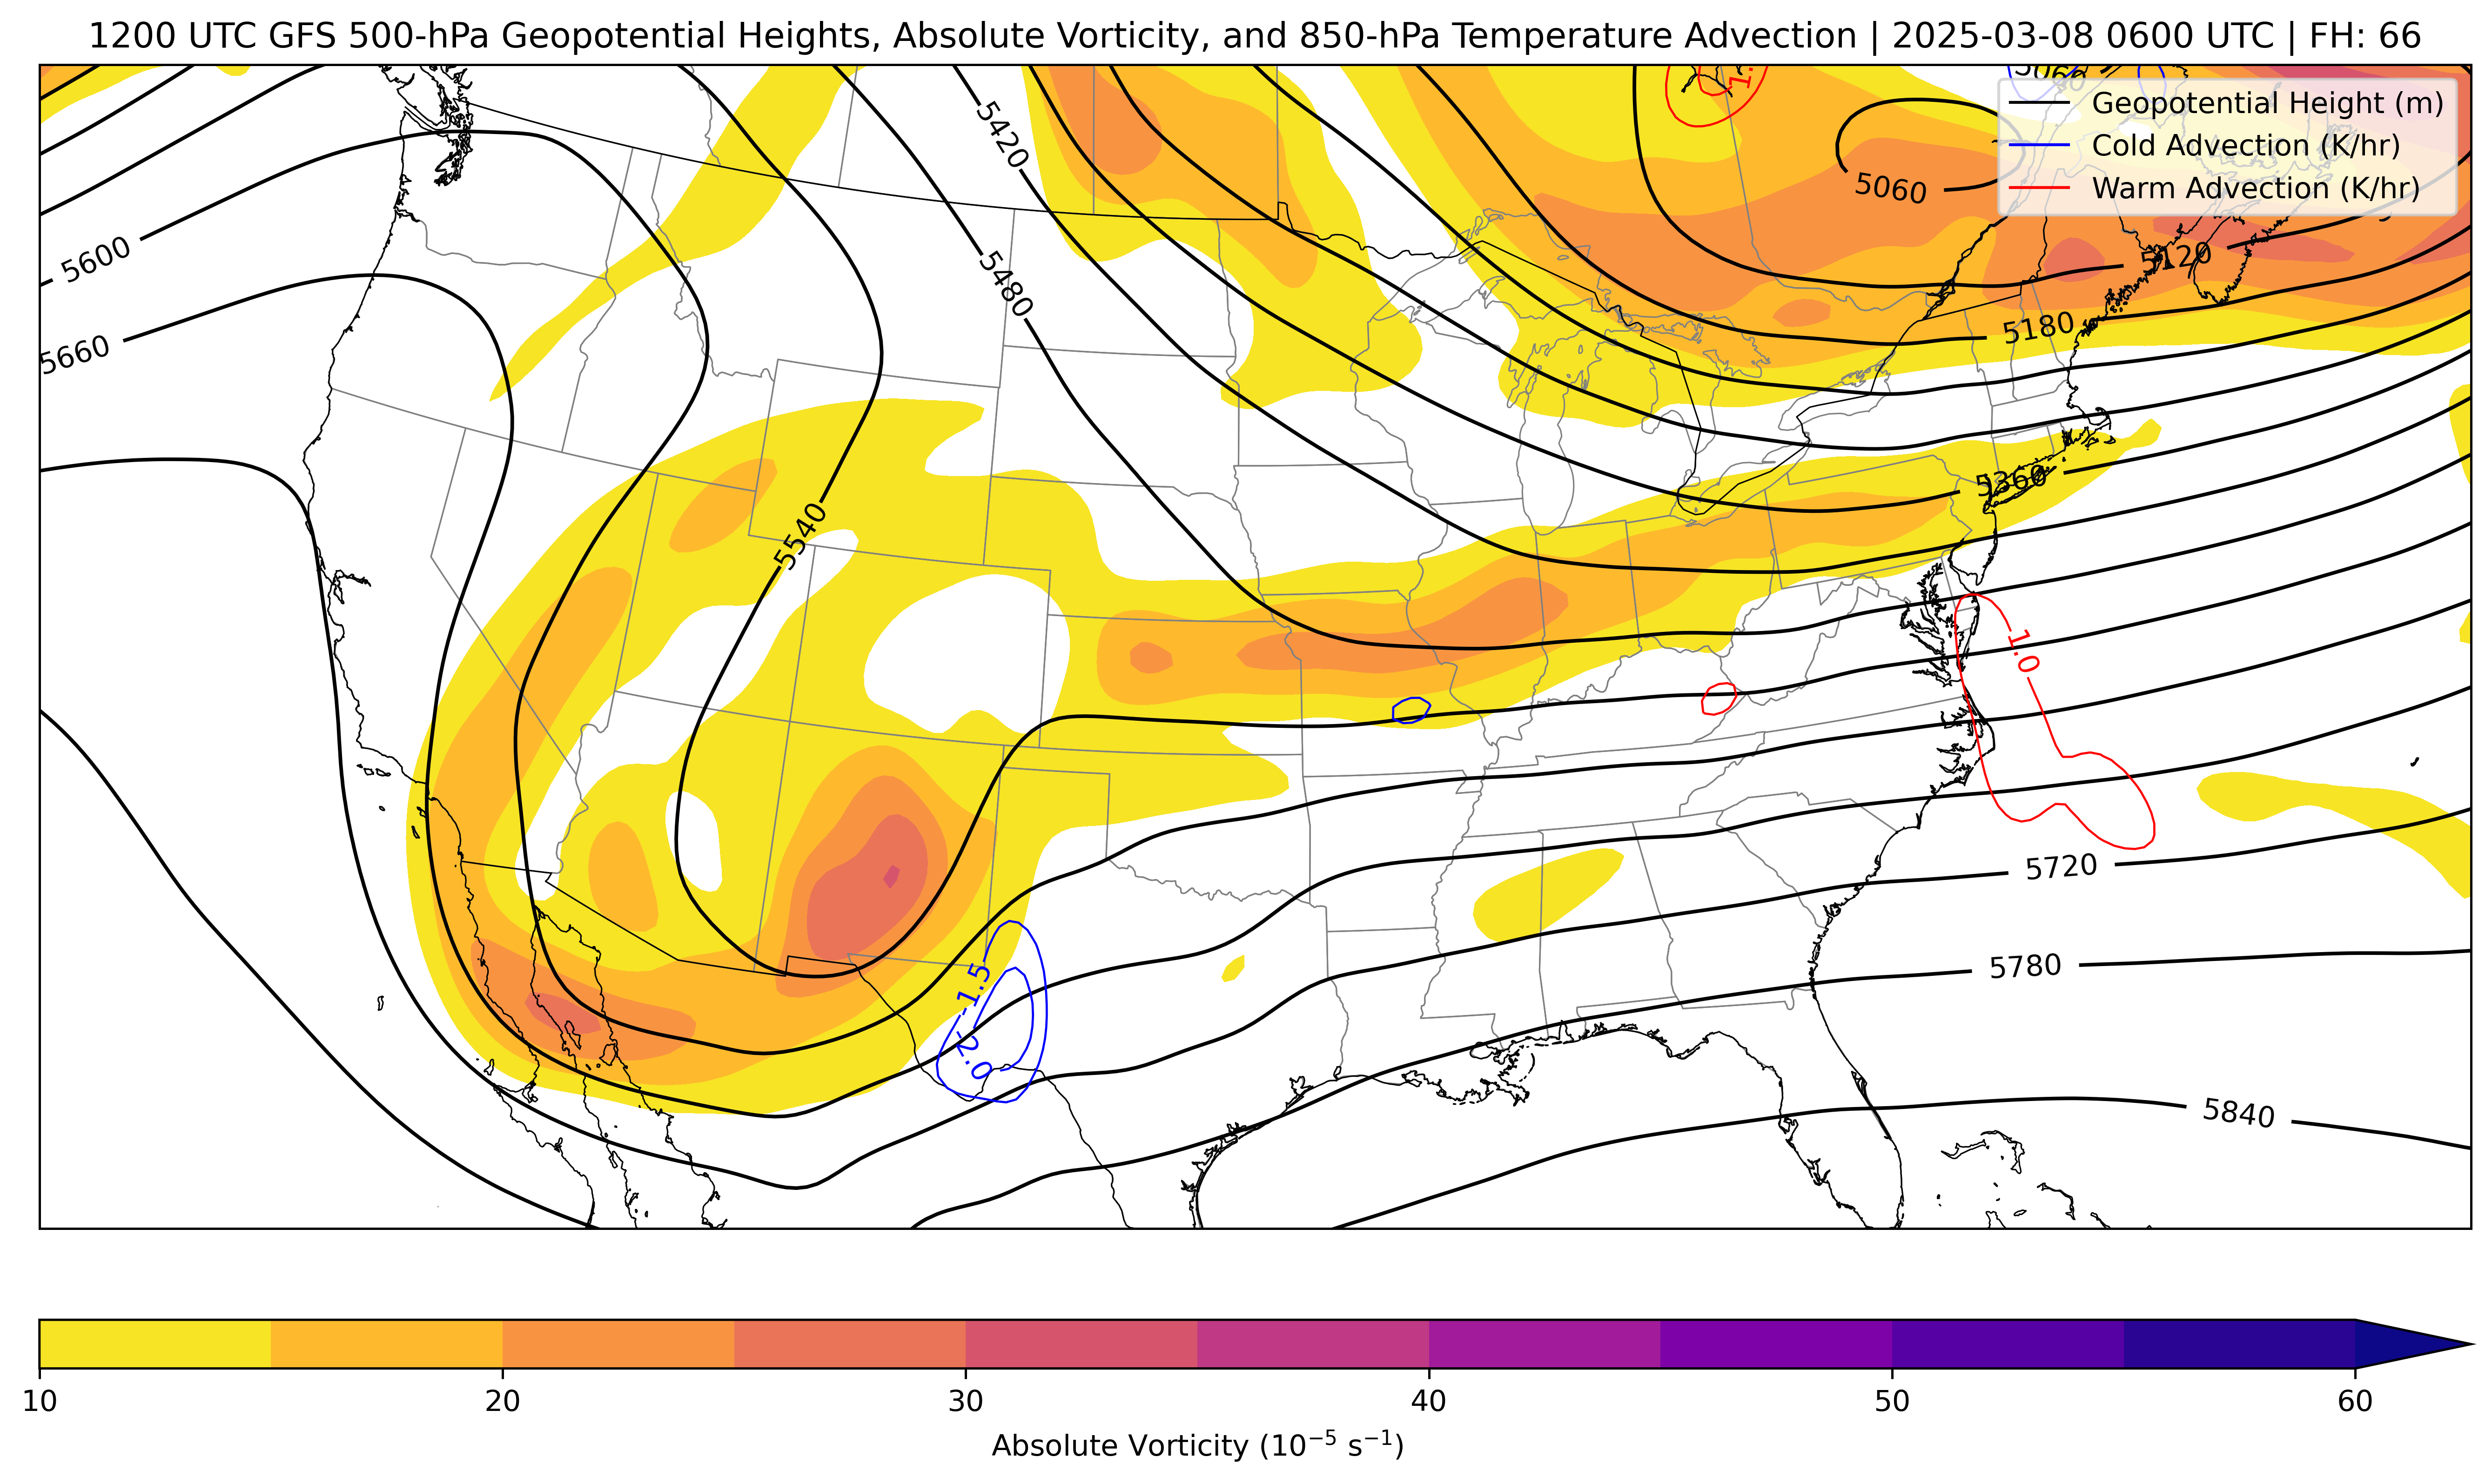 1200 UTC GFS 500-hPa Geopotential Heights, Absolute Vorticity, and 850-hPa Temperature Advection | 2025-03-08 0600 UTC | FH: 66
5060
Geopotential Height (m)
Cold Advection (K/hr)
Warm Advection (K/hr)
5420
5060
5600
5120
5480
5180
5660
5360
5540
1.0
5720
5780
-1.5
-2.0
5840
10 20 30 40 50 60
Absolute Vorticity (10⁻⁵ s⁻¹)